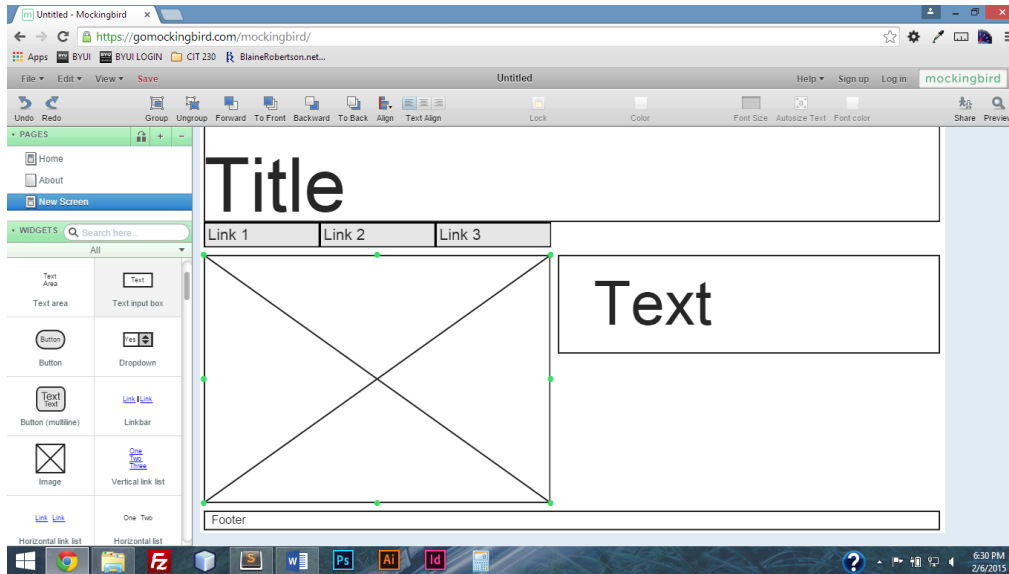 Untitled - Mocki
https://gomockingbird.com/mockingbird/
Apps BYUI BYUI LOGIN CIT 230 BlaineRobertson.net...
File Edit View Save Untitled Help Sign up Log in mockingbird
Undo Redo Group Ungroup Forward To Front Backward To Back Align Text Align Lock Color Font Size Autosize Text Font color Share Preview
PAGES
Home
About
New Screen
WIDGETS Search here...
All
Text
Area
Text
Text area Text input box
Button Yes
Button Dropdown
Text
Text
Link Link
Button (multiline) Linkbar
One
Two
Three
Image Vertical link list
Link Link One Two
Horizontal link list Horizontal list
Title
Link 1 Link 2 Link 3
Text
Footer
Ps Ai Id
6:30 PM
2/6/2015